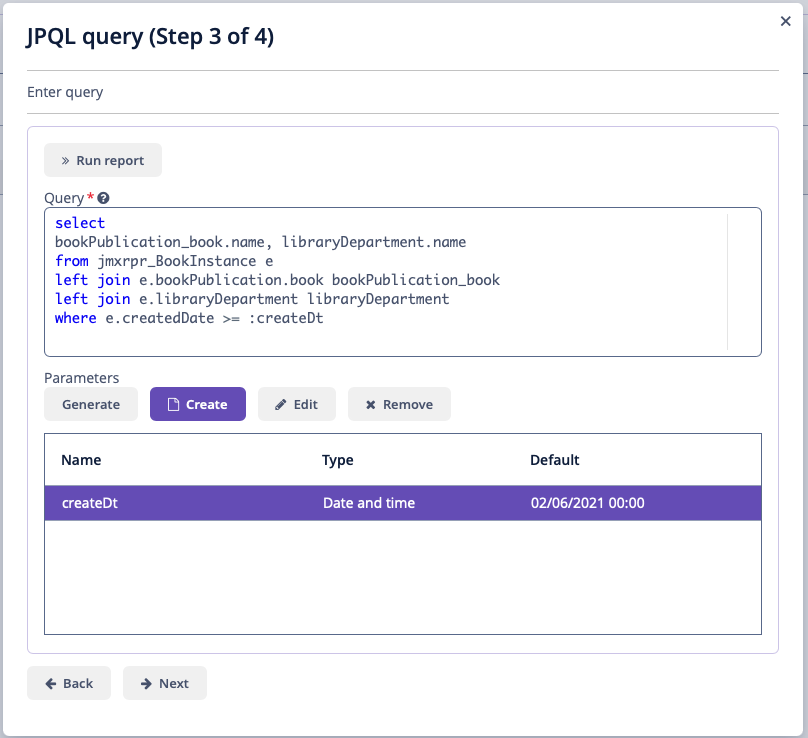 JPQL query (Step 3 of 4)
Enter query
Run report
Query *
select
bookPublication_book.name, libraryDepartment.name
from jmxrpr_BookInstance e
left join e.bookPublication.book bookPublication_book
left join e.libraryDepartment libraryDepartment
where e.createdDate >= :createDt
Parameters
Generate Create Edit Remove
Name Type Default
createDt Date and time 02/06/2021 00:00
Back Next